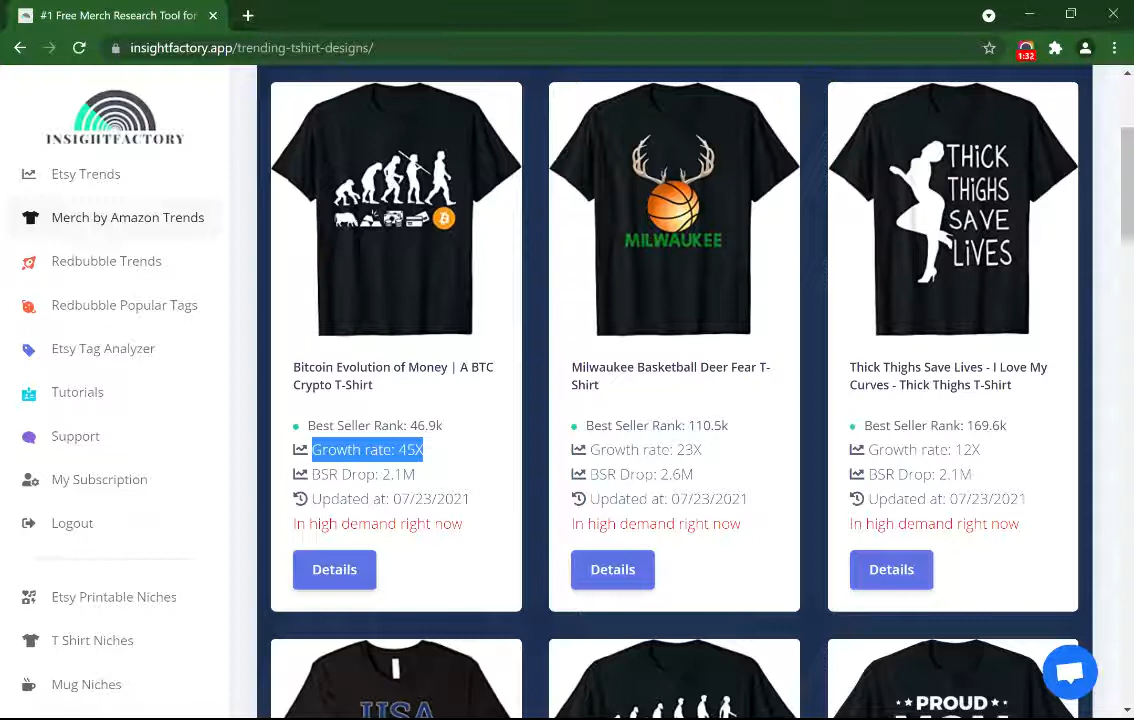 #1 Free Merch Research Tool for
insightfactory.app/trending-tshirt-designs/
1:32
INSIGHTFACTORY
Etsy Trends
Merch by Amazon Trends
Redbubble Trends
Redbubble Popular Tags
Etsy Tag Analyzer
Tutorials
Support
My Subscription
Logout
Etsy Printable Niches
T Shirt Niches
Mug Niches
Bitcoin Evolution of Money | A BTC
Crypto T-Shirt
Best Seller Rank: 46.9k
Growth rate: 45X
BSR Drop: 2.1M
Updated at: 07/23/2021
In high demand right now
Details
MILWAUKEE
Milwaukee Basketball Deer Fear T-
Shirt
Best Seller Rank: 110.5k
Growth rate: 23X
BSR Drop: 2.6M
Updated at: 07/23/2021
In high demand right now
Details
THICK
THIGHS
SAVE
LIVES
Thick Thighs Save Lives - I Love My
Curves - Thick Thighs T-Shirt
Best Seller Rank: 169.6k
Growth rate: 12X
BSR Drop: 2.1M
Updated at: 07/23/2021
In high demand right now
Details
USA
PROUD